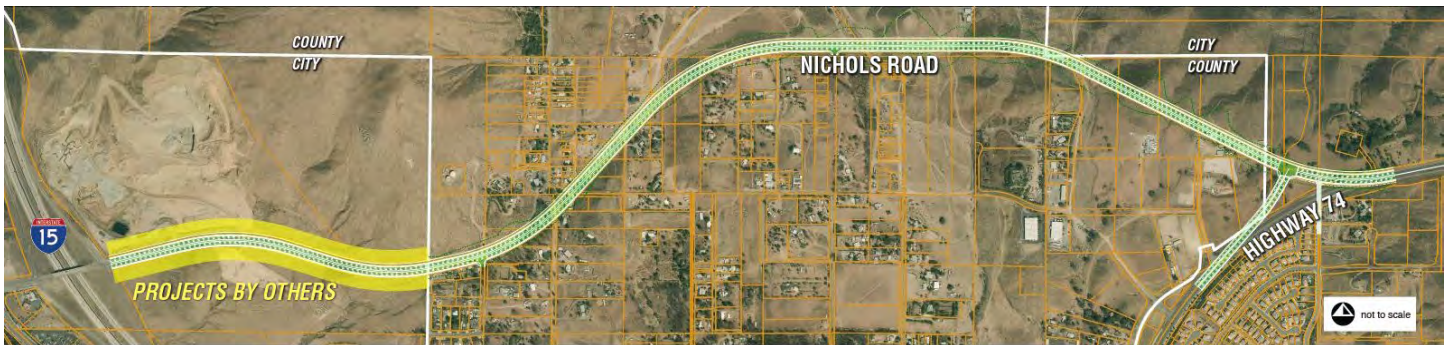 COUNTY
CITY
NICHOLS ROAD
CITY
COUNTY
INTERSTATE
15
PROJECTS BY OTHERS
HIGHWAY 74
not to scale